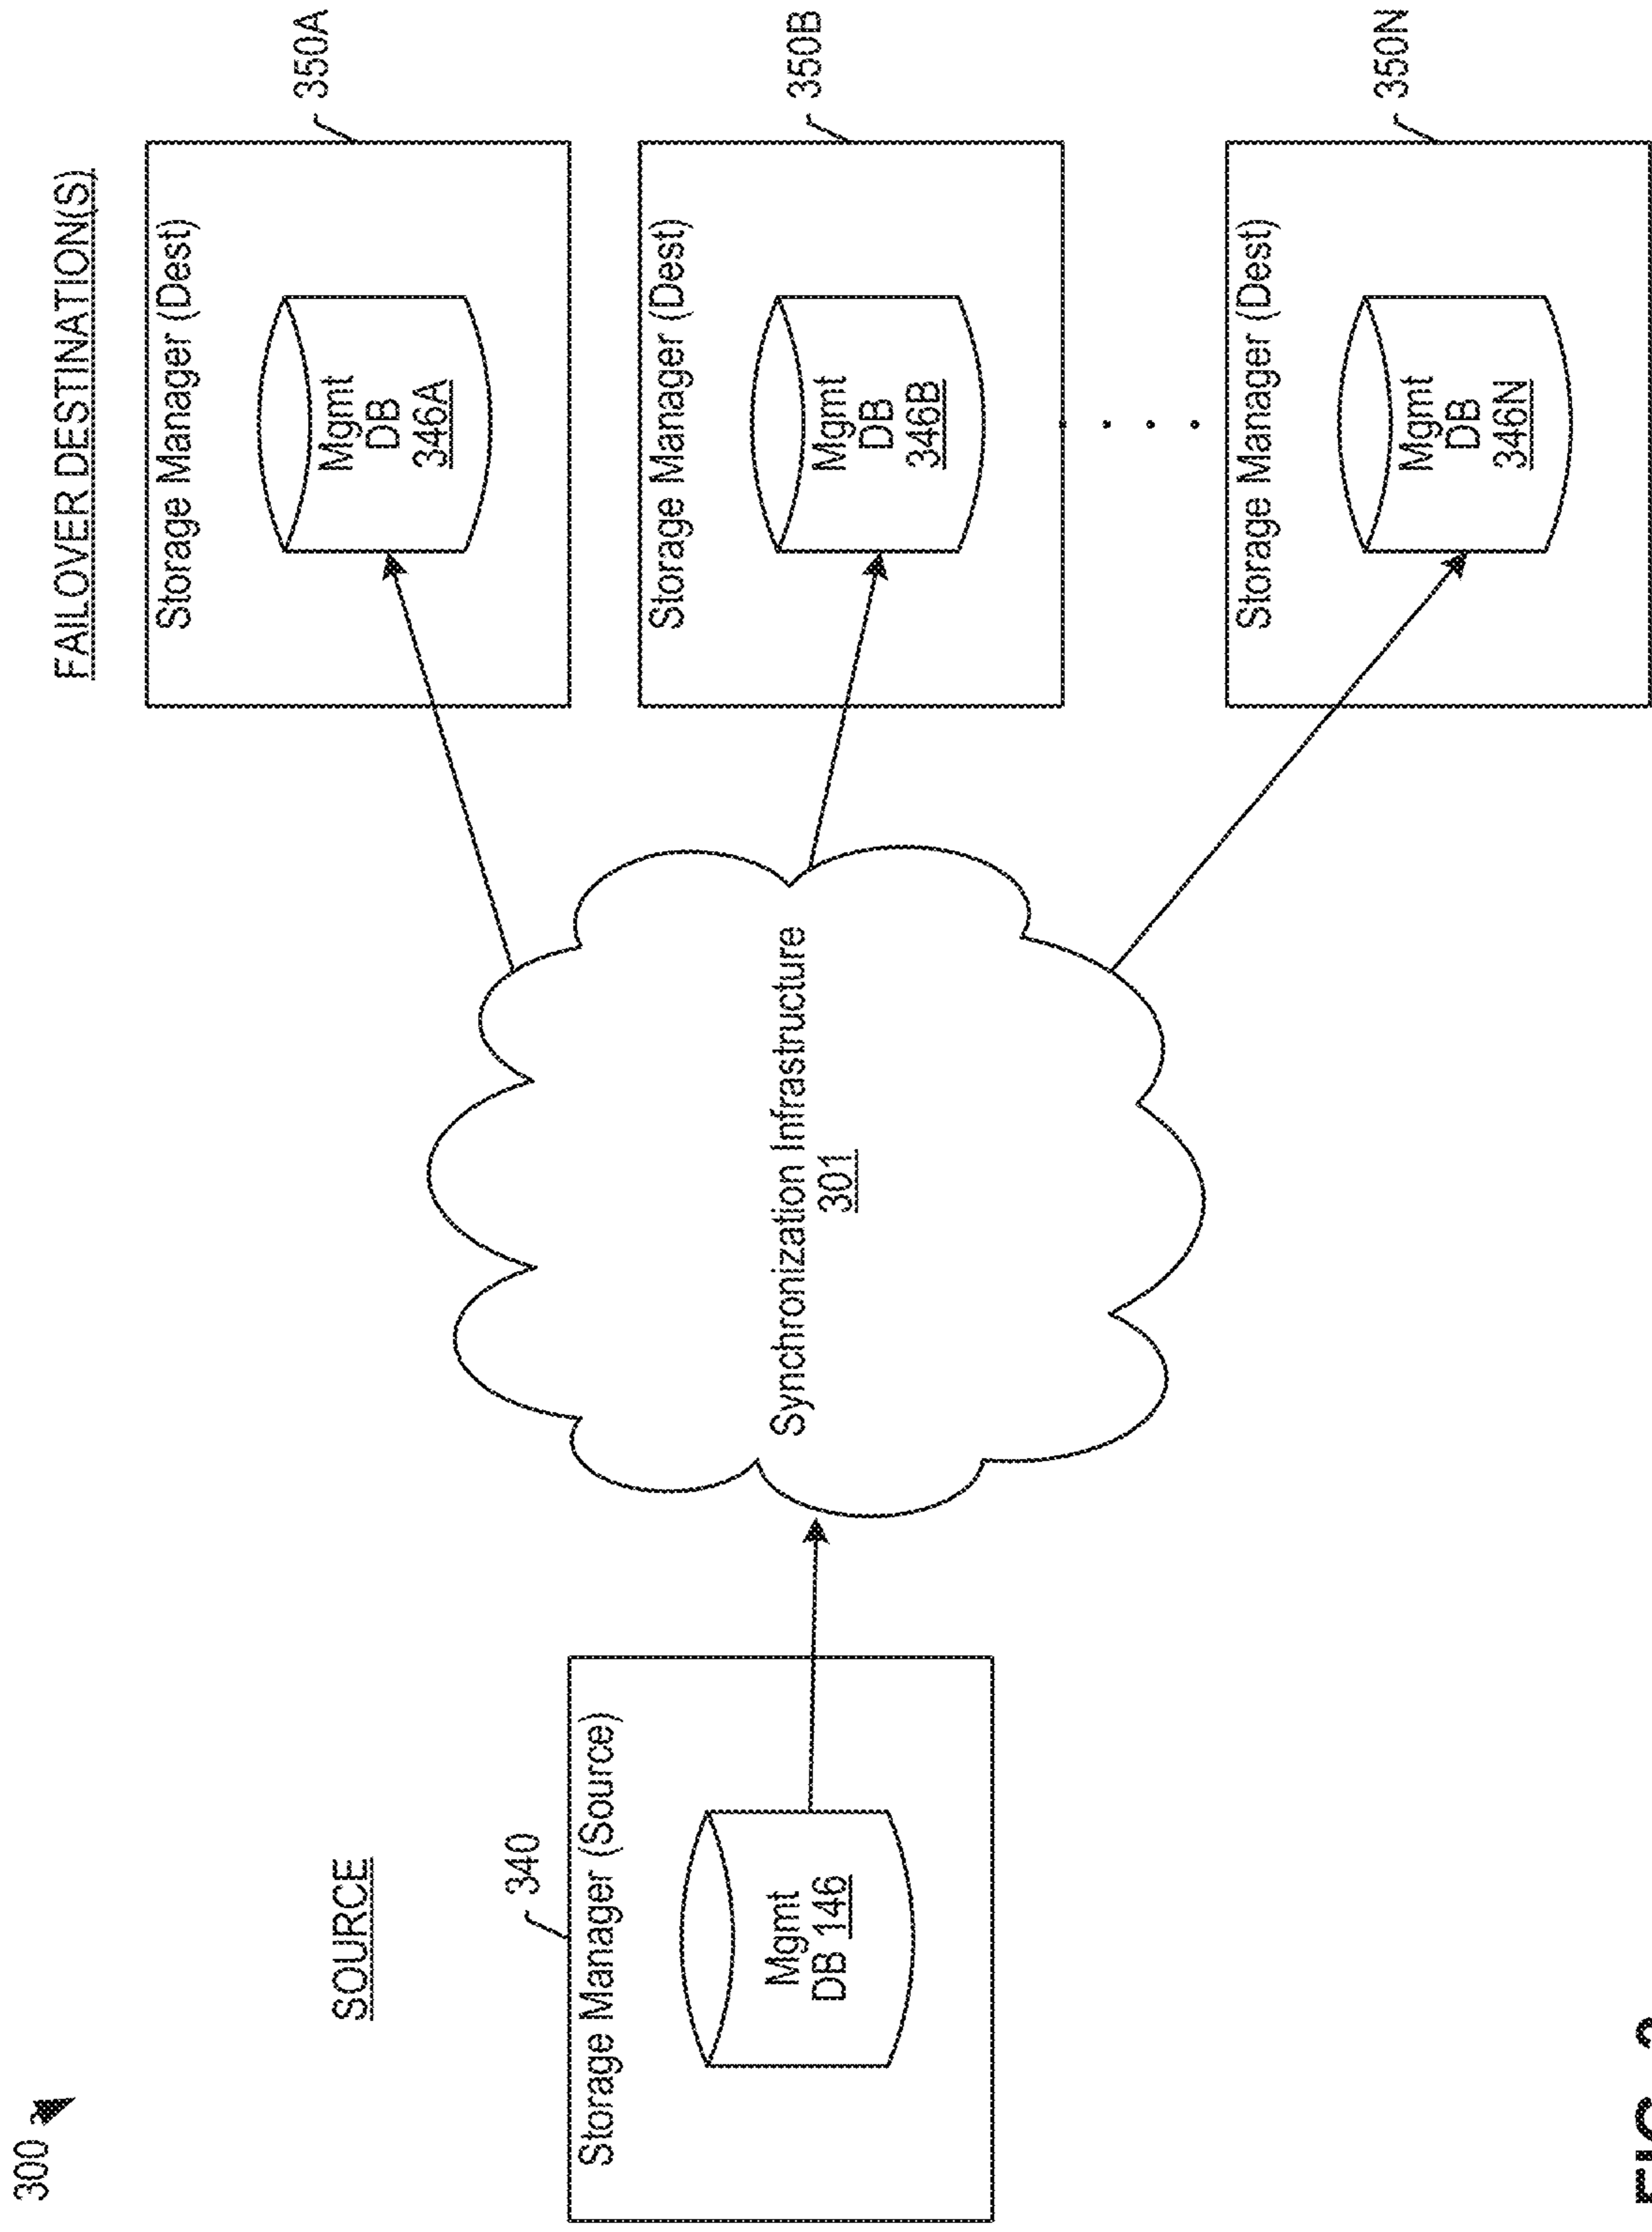 300
SOURCE
FAILOVER DESTINATION(S)
340
Storage Manager (Source)
Mgmt
DB 146
Synchronization Infrastructure
301
Storage Manager (Dest)
350A
Mgmt
DB
346A
Storage Manager (Dest)
350B
Mgmt
DB
346B
Storage Manager (Dest)
350N
Mgmt
DB
346N